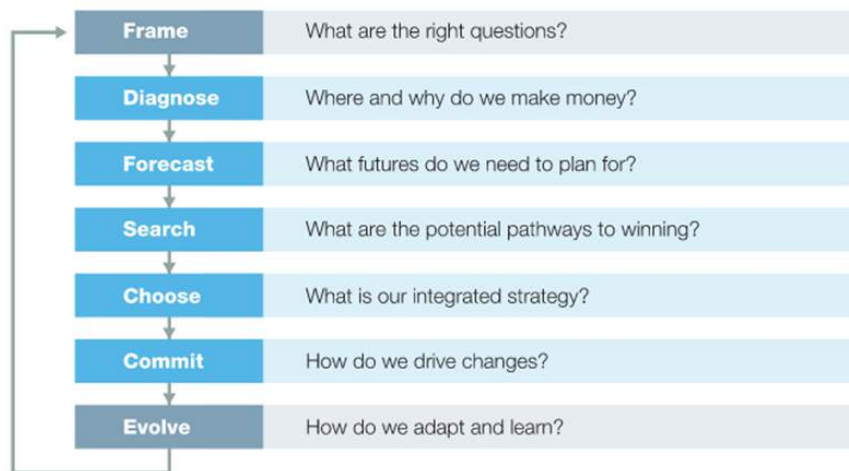 Frame What are the right questions?
Diagnose Where and why do we make money?
Forecast What futures do we need to plan for?
Search What are the potential pathways to winning?
Choose What is our integrated strategy?
Commit How do we drive changes?
Evolve How do we adapt and learn?